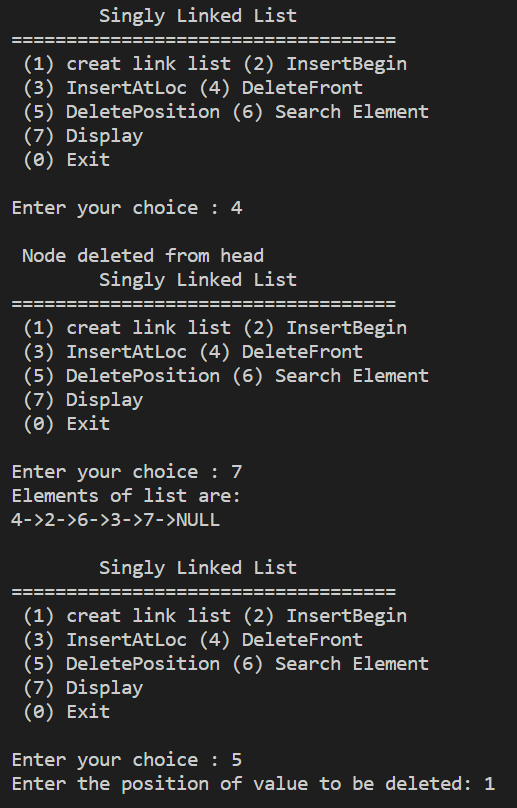 Singly Linked List
===================================
(1) creat link list (2) InsertBegin
(3) InsertAtLoc (4) DeleteFront
(5) DeletePosition (6) Search Element
(7) Display
(0) Exit
Enter your choice : 4
Node deleted from head
Singly Linked List
===================================
(1) creat link list (2) InsertBegin
(3) InsertAtLoc (4) DeleteFront
(5) DeletePosition (6) Search Element
(7) Display
(0) Exit
Enter your choice : 7
Elements of list are:
4->2->6->3->7->NULL
Singly Linked List
===================================
(1) creat link list (2) InsertBegin
(3) InsertAtLoc (4) DeleteFront
(5) DeletePosition (6) Search Element
(7) Display
(0) Exit
Enter your choice : 5
Enter the position of value to be deleted: 1